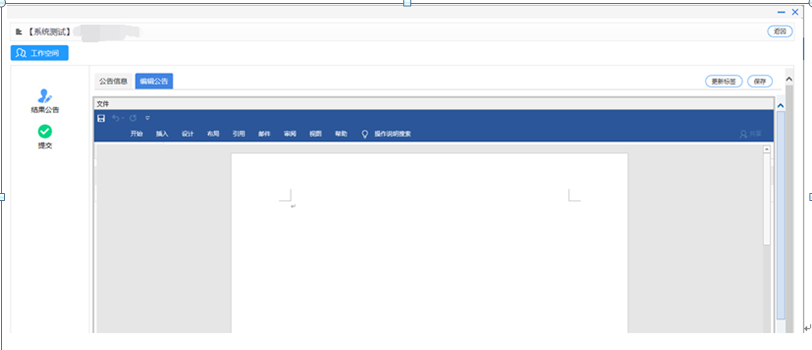 【系统测试】
返回
工作空间
公告信息 编辑公告 更新标签 保存
结果公告
提交
文件
开始 插入 设计 布局 引用 邮件 审阅 视图 帮助 操作说明搜索
共享